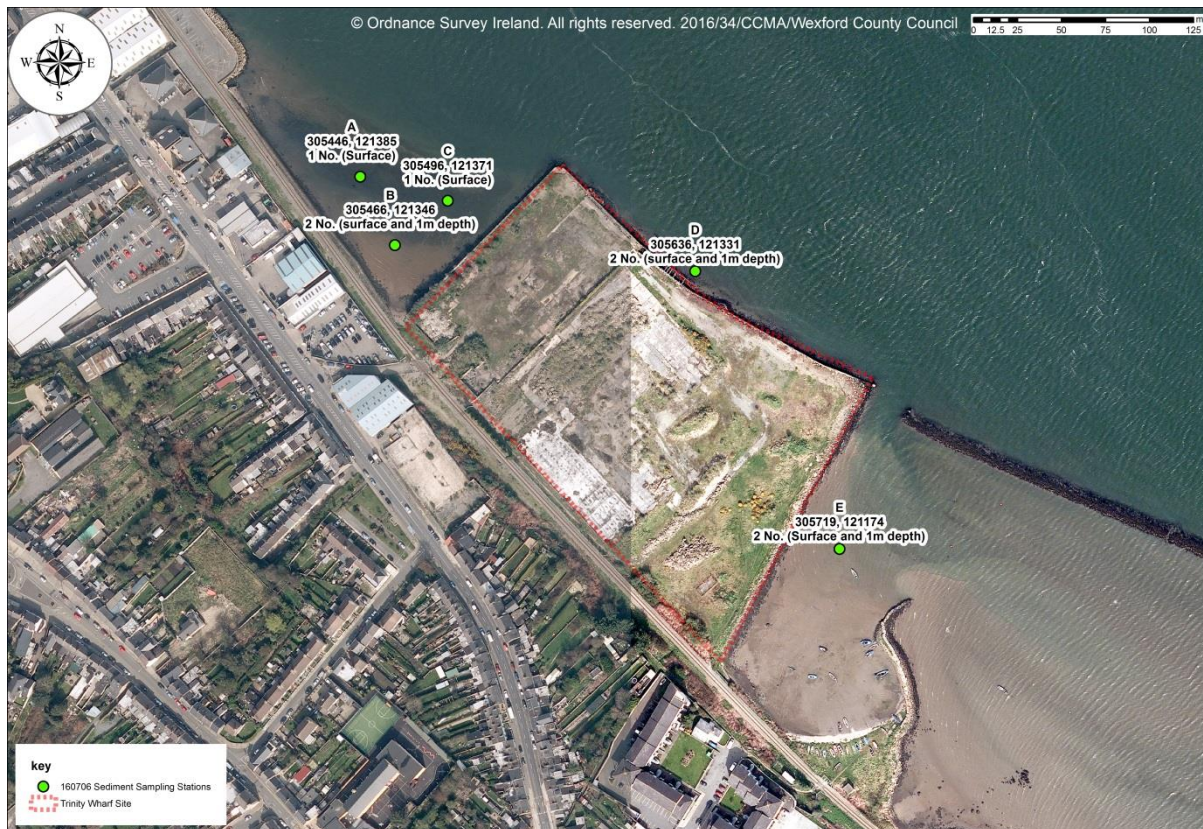 © Ordnance Survey Ireland. All rights reserved. 2016/34/CCMA/Wexford County Council
m
0 12.5 25 50 75 100 125
N
W E
S
A
305446, 121385
1 No. (Surface)
C
305496, 121371
1 No. (Surface)
B
305466, 121346
2 No. (surface and 1m depth)
D
305636, 121331
2 No. (surface and 1m depth)
E
305719, 121174
2 No. (Surface and 1m depth)
key
160706 Sediment Sampling Stations
Trinity Wharf Site